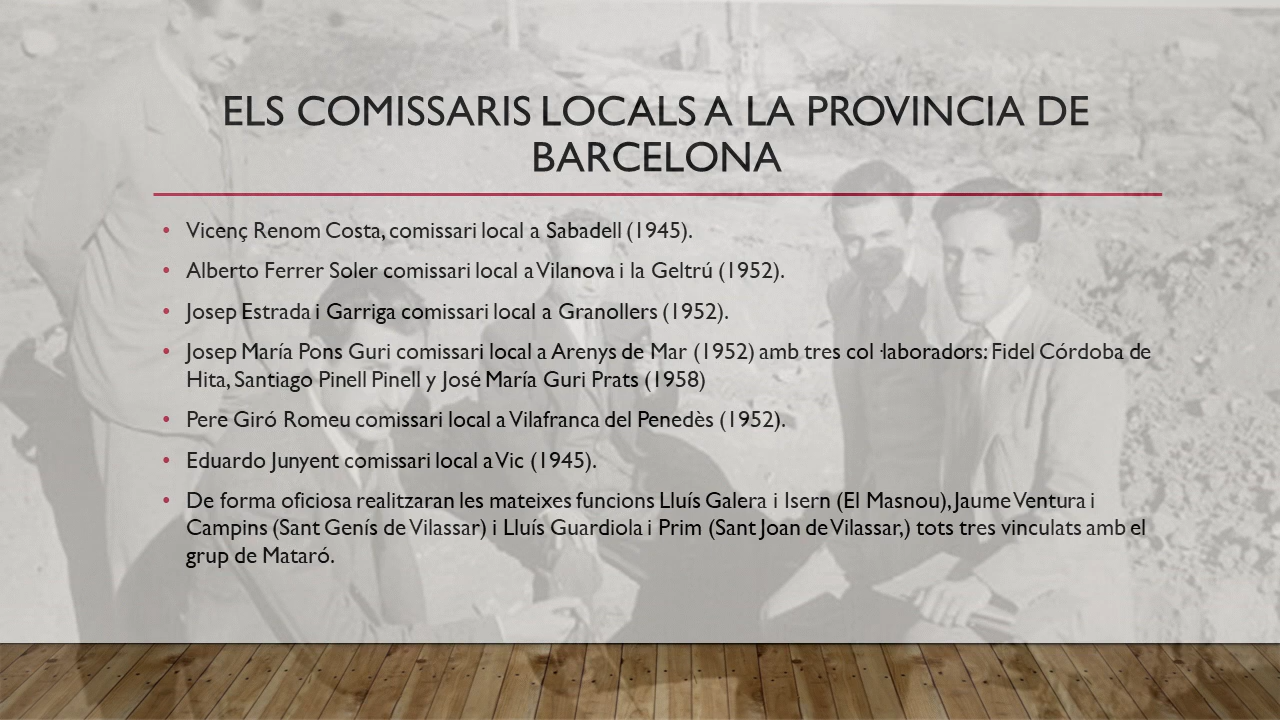 ELS COMISSARIS LOCALS A LA PROVINCIA DE
BARCELONA
• Vicenç Renom Costa, comissari local a Sabadell (1945).
• Alberto Ferrer Soler comissari local a Vilanova i la Geltrú (1952).
• Josep Estrada i Garriga comissari local a Granollers (1952).
• Josep María Pons Guri comissari local a Arenys de Mar (1952) amb tres col·laboradors: Fidel Córdoba de
Hita, Santiago Pinell Pinell y José María Guri Prats (1958)
• Pere Giró Romeu comissari local a Vilafranca del Penedès (1952).
• Eduardo Junyent comissari local a Vic (1945).
• De forma oficiosa realitzaran les mateixes funcions Lluís Galera i Isern (El Masnou), Jaume Ventura i
Campins (Sant Genís de Vilassar) i Lluís Guardiola i Prim (Sant Joan de Vilassar,) tots tres vinculats amb el
grup de Mataró.